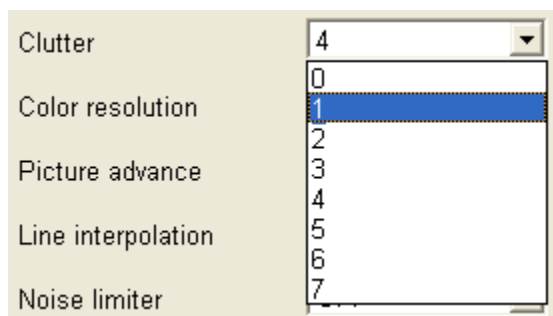 Clutter 4
0
Color resolution 1
2
Picture advance 3
4
Line interpolation 5
6
Noise limiter 7